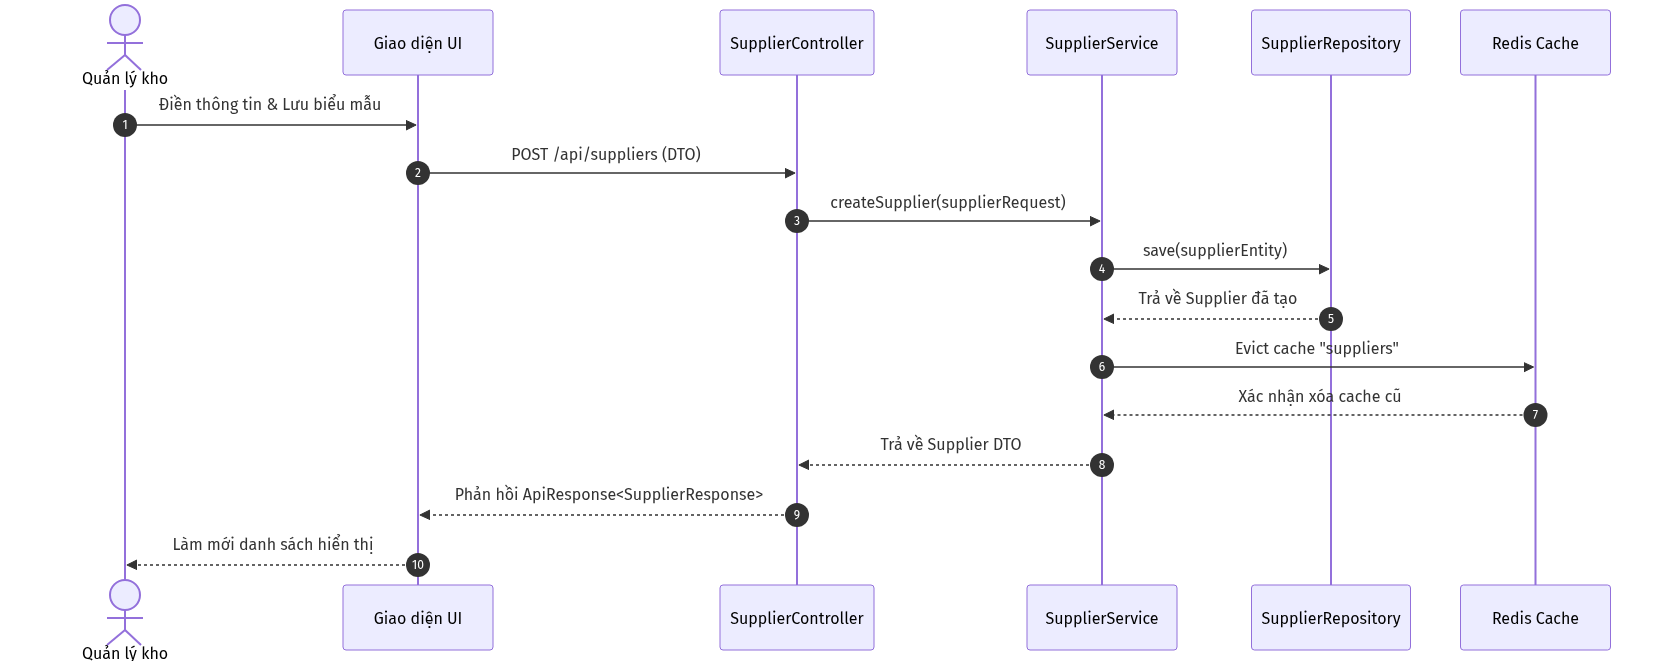 Quản lý kho
Giao diện UI
SupplierController
SupplierService
SupplierRepository
Redis Cache
Điền thông tin & Lưu biểu mẫu
1
POST /api/suppliers (DTO)
2
createSupplier(supplierRequest)
3
save(supplierEntity)
4
Trả về Supplier đã tạo
5
Evict cache "suppliers"
6
Xác nhận xóa cache cũ
7
Trả về Supplier DTO
8
Phản hồi ApiResponse<SupplierResponse>
9
Làm mới danh sách hiển thị
10
Quản lý kho
Giao diện UI
SupplierController
SupplierService
SupplierRepository
Redis Cache